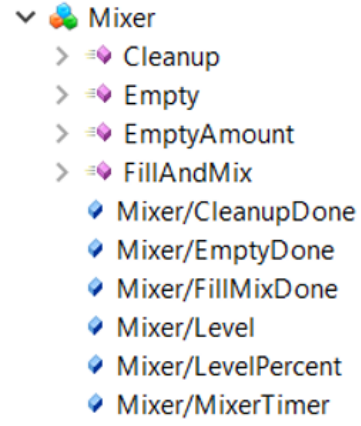 Mixer
Cleanup
Empty
EmptyAmount
FillAndMix
Mixer/CleanupDone
Mixer/EmptyDone
Mixer/FillMixDone
Mixer/Level
Mixer/LevelPercent
Mixer/MixerTimer